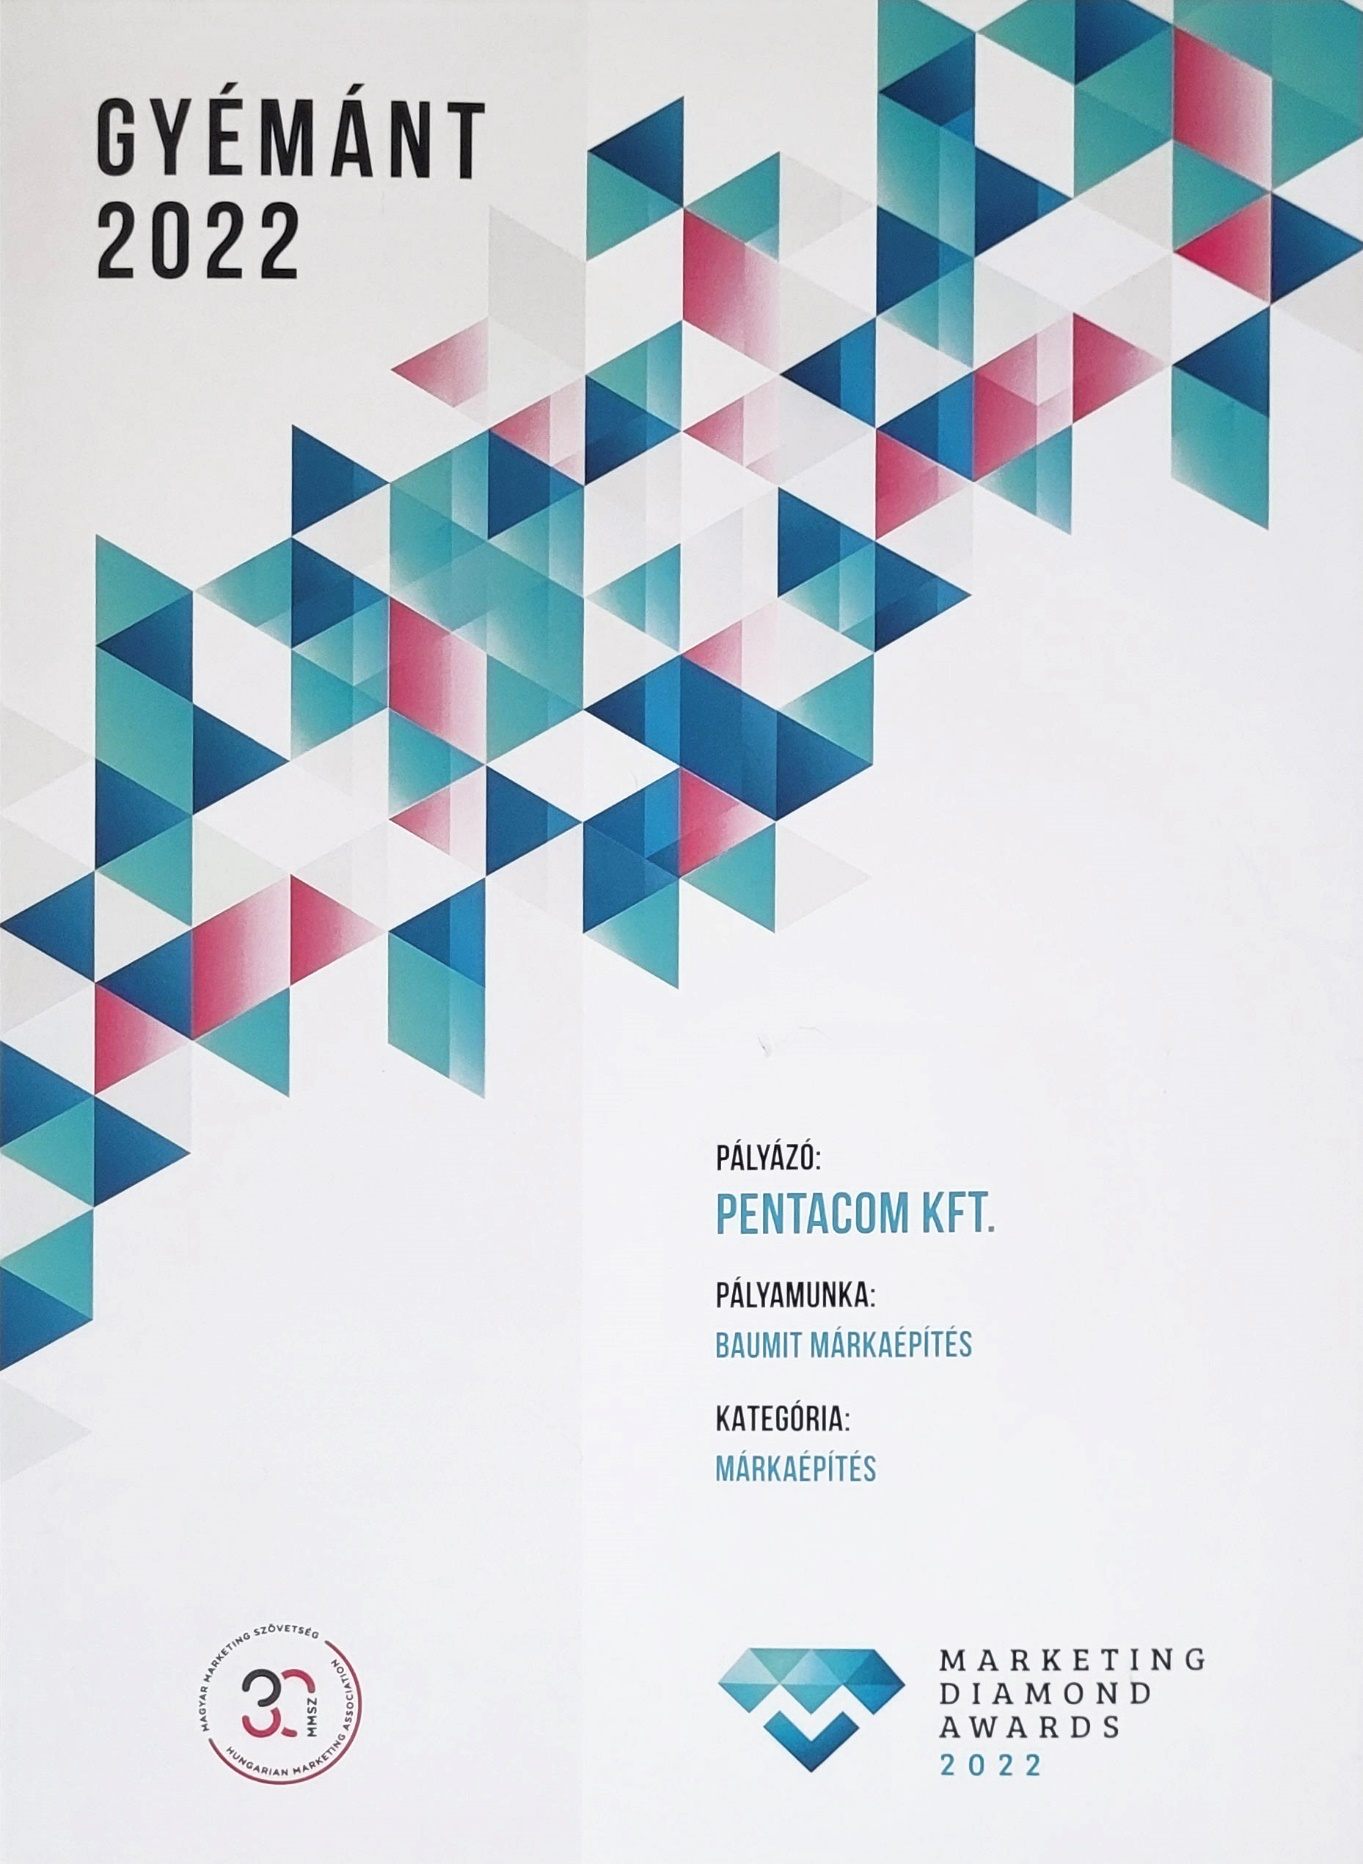 GYÉMÁNT
2022
PÁLYÁZÓ:
PENTACOM KFT.
PÁLYAMUNKA:
BAUMIT MÁRKAÉPÍTÉS
KATEGÓRIA:
MÁRKAÉPÍTÉS
MAGYAR MARKETING SZÖVETSÉG
30
MMSZ
HUNGARIAN MARKETING ASSOCIATION
MARKETING
DIAMOND
AWARDS
2022